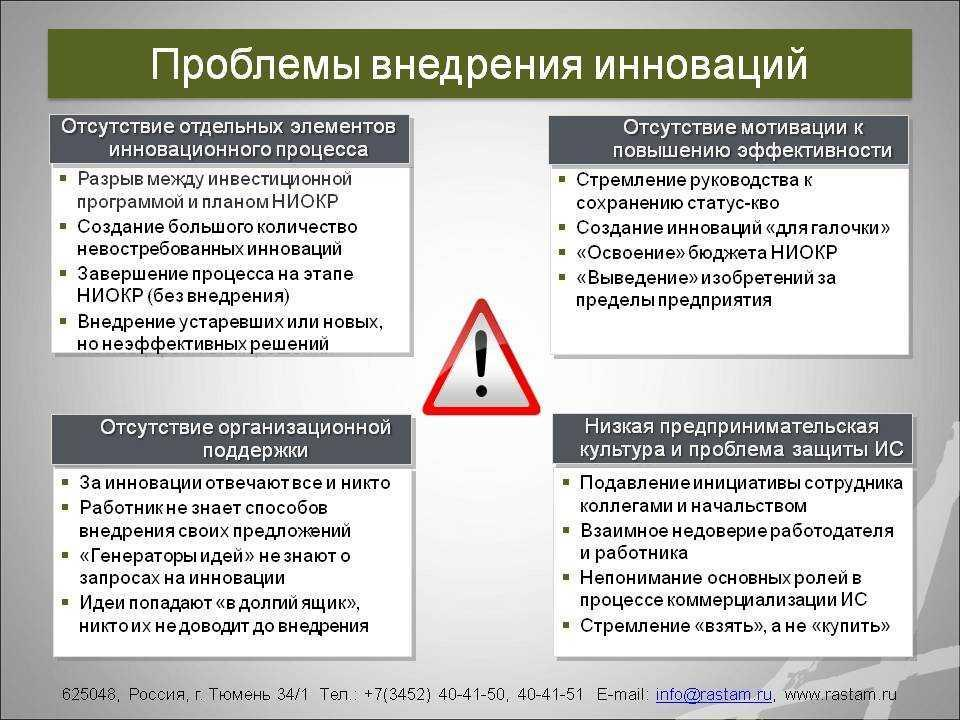 Проблемы внедрения инноваций
Отсутствие отдельных элементов
инновационного процесса
Разрыв между инвестиционной
программой и планом НИОКР
Создание большого количество
невостребованных инноваций
Завершение процесса на этапе
НИОКР (без внедрения)
Внедрение устаревших или новых,
но неэффективных решений
Отсутствие мотивации к
повышению эффективности
Стремление руководства к
сохранению статус-кво
Создание инноваций «для галочки»
«Освоение» бюджета НИОКР
«Выведение» изобретений за
пределы предприятия
Отсутствие организационной
поддержки
За инновации отвечают все и никто
Работник не знает способов
внедрения своих предложений
«Генераторы идей» не знают о
запросах на инновации
Идеи попадают «в долгий ящик»,
никто их не доводит до внедрения
Низкая предпринимательская
культура и проблема защиты ИС
Подавление инициативы сотрудника
коллегами и начальством
Взаимное недоверие работодателя
и работника
Непонимание основных ролей в
процессе коммерциализации ИС
Стремление «взять», а не «купить»
625048, Россия, г. Тюмень 34/1 Тел.: +7(3452) 40-41-50, 40-41-51 E-mail: info@rastam.ru, www.rastam.ru